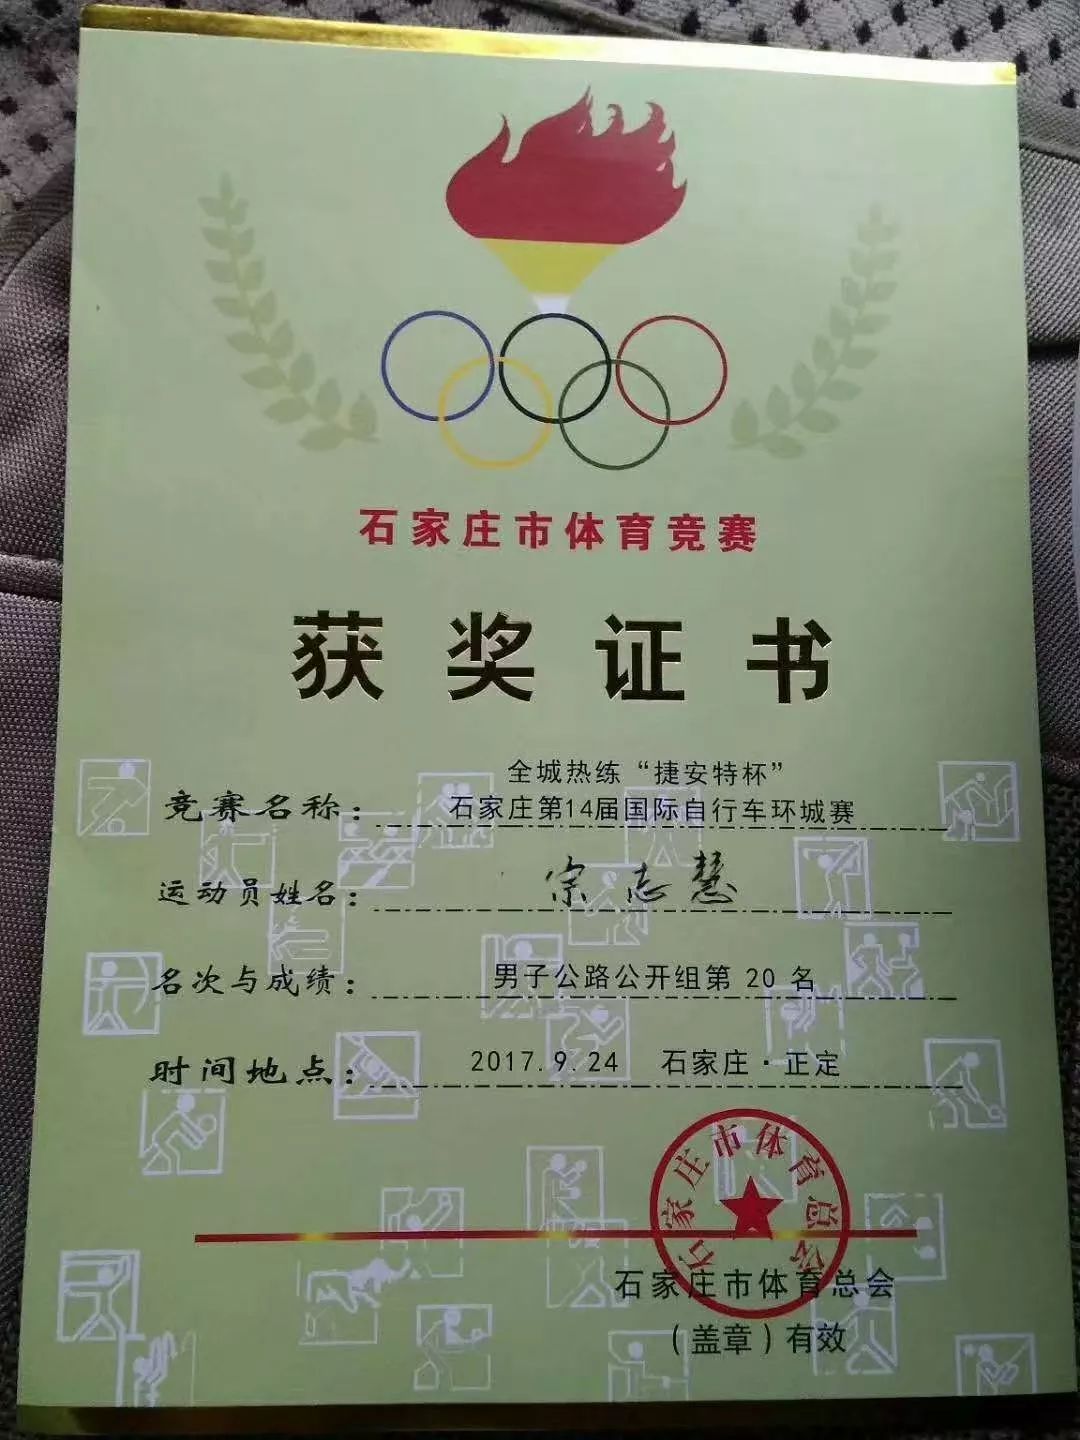 石家庄市体育竞赛
获奖证书
全城热练“捷安特杯”
竞赛名称：石家庄第14届国际自行车环城赛
运动员姓名：宗志慧
名次与成绩：男子公路公开组第 20 名
时间地点：2017.9.24 石家庄·正定
石家庄市体育总会
石家庄市体育总会
（盖章）有效